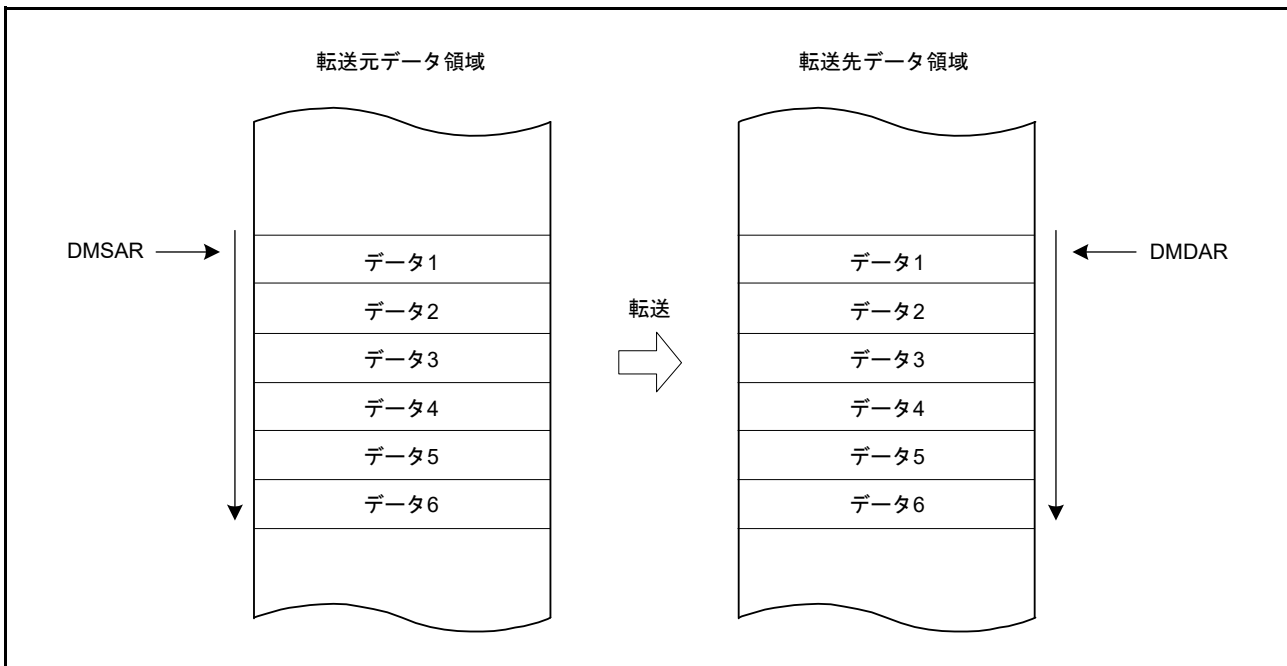 転送元データ領域
転送先データ領域
DMSAR
DMDAR
データ1
データ2
データ3
データ4
データ5
データ6
転送
データ1
データ2
データ3
データ4
データ5
データ6